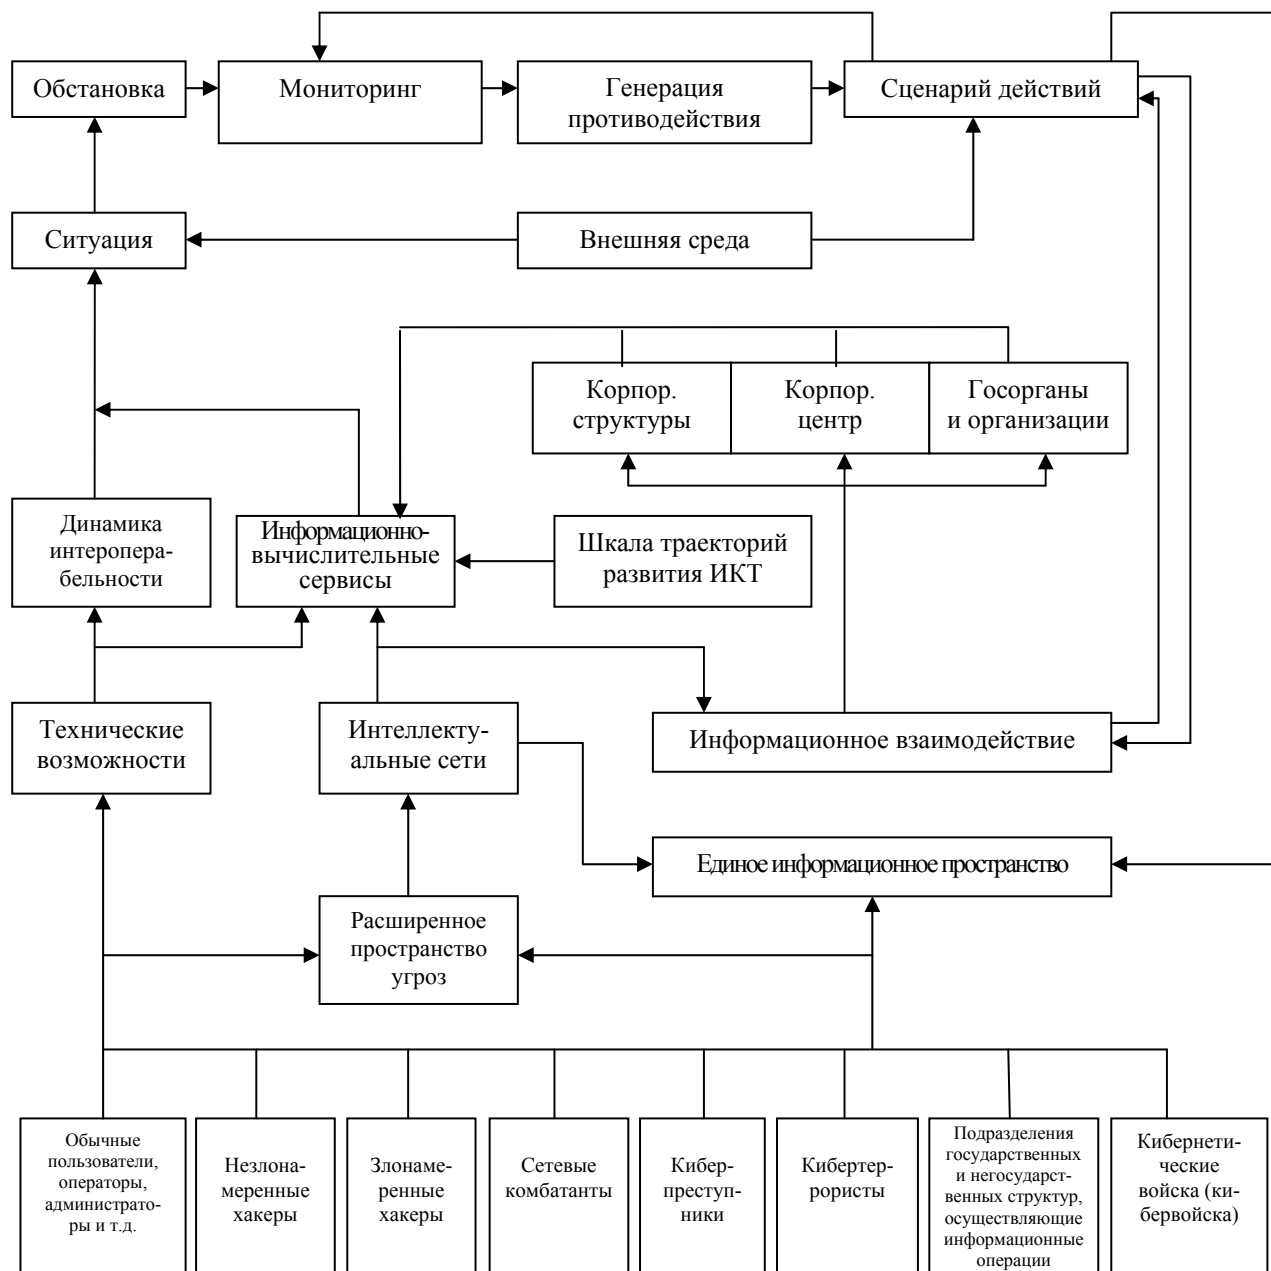 Обстановка
Мониторинг
Генерация
противодействия
Сценарий действий
Ситуация
Внешняя среда
Корпор.
структуры
Корпор.
центр
Госорганы
и организации
Динамика
интеропера-
бельности
Информационно-
вычислительные
сервисы
Шкала траекторий
развития ИКТ
Технические
возможности
Интеллекту-
альные сети
Информационное взаимодействие
Единое информационное пространство
Расширенное
пространство
угроз
Обычные
пользователи,
операторы,
администрато-
ры и т.д.
Незлона-
меренные
хакеры
Злонаме-
ренные
хакеры
Сетевые
комбатанты
Кибер-
преступ-
ники
Кибертер-
рористы
Подразделения
государственных
и негосударст-
венных структур,
осуществляющие
информационные
операции
Кибернети-
ческие
войска (ки-
бервойска)